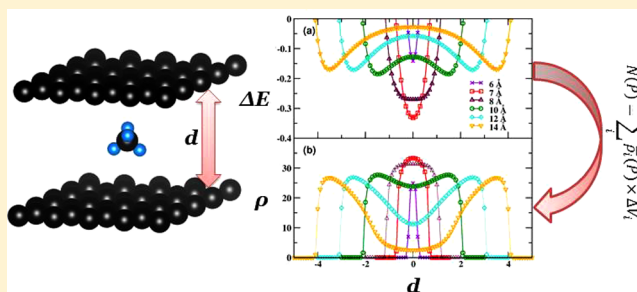 d
ΔE
(a)
0
-0.1
-0.2
-0.3
-0.4
6 Å
7 Å
8 Å
10 Å
12 Å
14 Å
(b)
ρ
30
20
10
0
-4 -2 0 2 4
d
N(P) - ∑i ρ̄i(P) × ΔVi